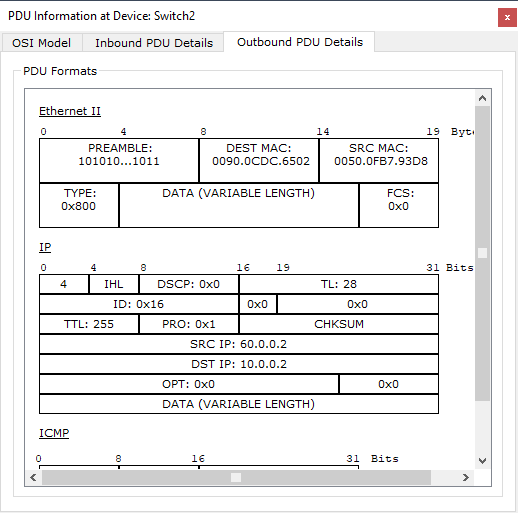 PDU Information at Device: Switch2
x
OSI Model Inbound PDU Details Outbound PDU Details
PDU Formats
Ethernet II
0 4 8 14 19 Byte
PREAMBLE: DEST MAC: SRC MAC:
101010...1011 0090.0CDC.6502 0050.0FB7.93D8
TYPE: DATA (VARIABLE LENGTH) FCS:
0x800 0x0
IP
0 4 8 16 19 31 Bits
4 IHL DSCP: 0x0 TL: 28
ID: 0x16 0x0 0x0
TTL: 255 PRO: 0x1 CHKSUM
SRC IP: 60.0.0.2
DST IP: 10.0.0.2
OPT: 0x0 0x0
DATA (VARIABLE LENGTH)
ICMP
0 8 16 31 Bits